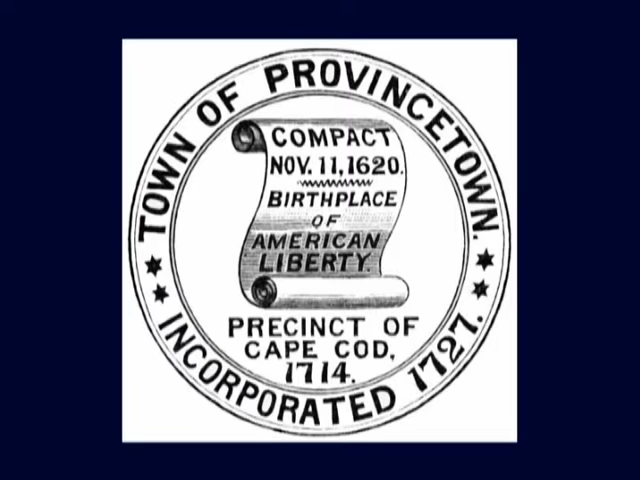 TOWN OF PROVINCETOWN.
COMPACT
NOV. 11, 1620.
BIRTHPLACE
OF
AMERICAN
LIBERTY.
PRECINCT OF
CAPE COD,
1714.
INCORPORATED 1727.